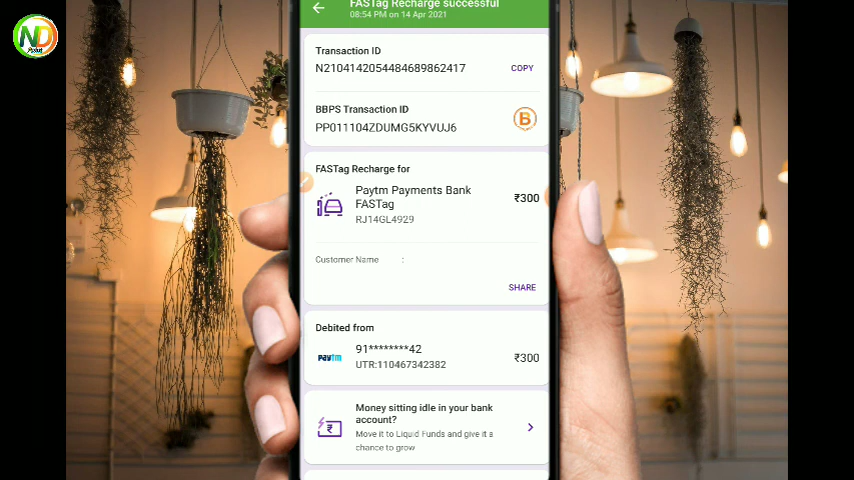 ND
FASTag Recharge successful
08:54 PM on 14 Apr 2021
Transaction ID
N2104142054484689862417 COPY
BBPS Transaction ID
PP011104ZDUMG5KYVUJ6 B
FASTag Recharge for
Paytm Payments Bank ₹300
FASTag
RJ14GL4929
Customer Name :
SHARE
Debited from
91********42
paytm ₹300
UTR:110467342382
Money sitting idle in your bank
account?
₹
Move it to Liquid Funds and give it a
chance to grow